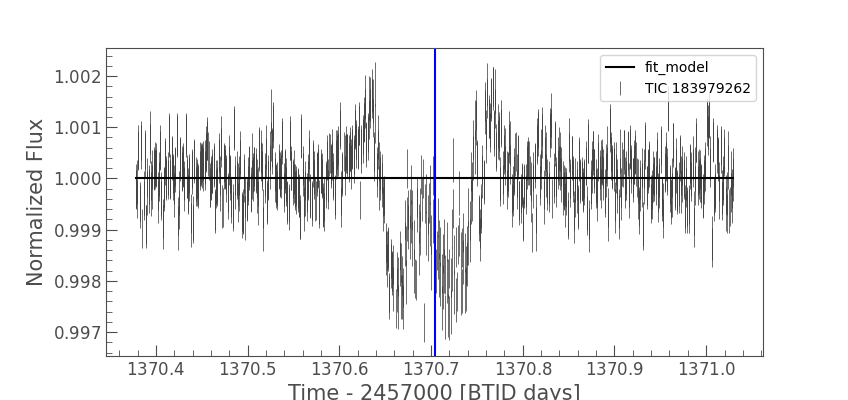 fit_model
TIC 183979262
Normalized Flux
1.002
1.001
1.000
0.999
0.998
0.997
1370.4 1370.5 1370.6 1370.7 1370.8 1370.9 1371.0
Time - 2457000 [BTJD days]